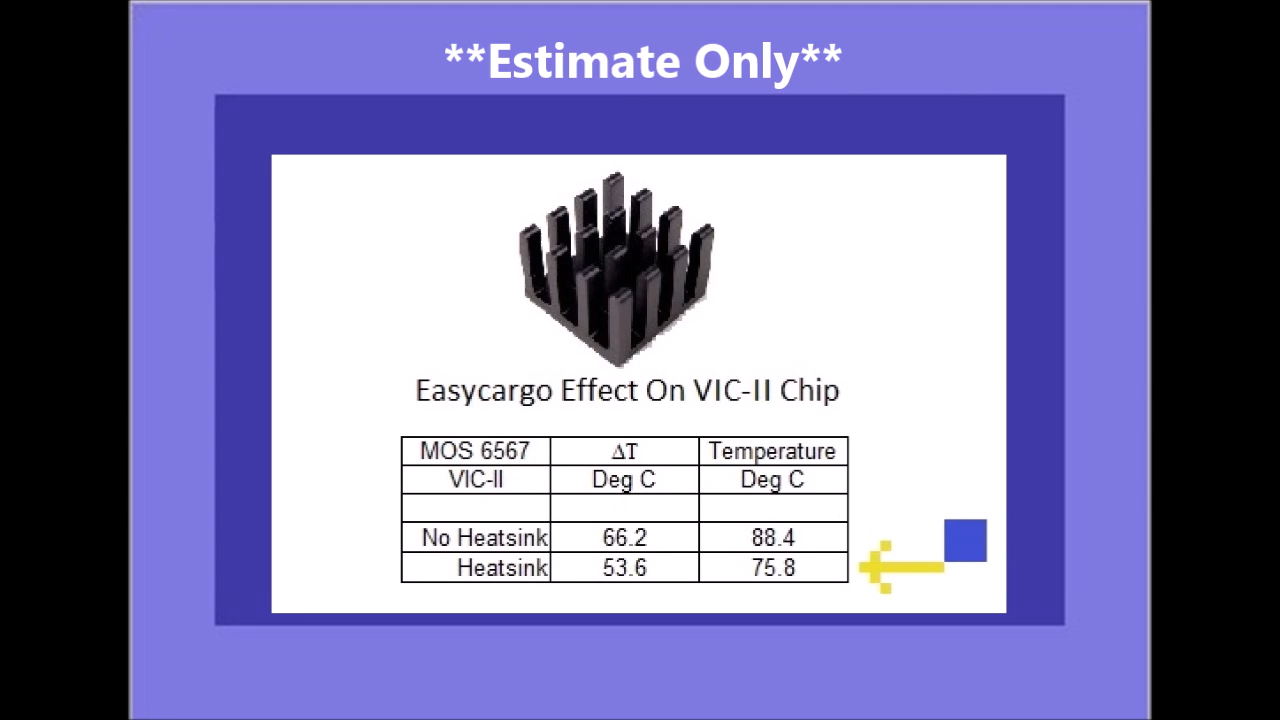 **Estimate Only**
Easycargo Effect On VIC-II Chip
MOS 6567 ΔT Temperature
VIC-II Deg C Deg C
No Heatsink 66.2 88.4
Heatsink 53.6 75.8